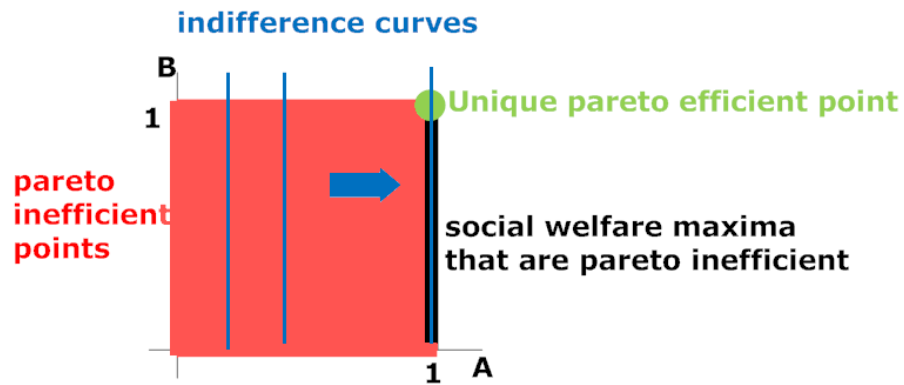 indifference curves
B
1
Unique pareto efficient point
pareto
inefficient
points
social welfare maxima
that are pareto inefficient
1
A